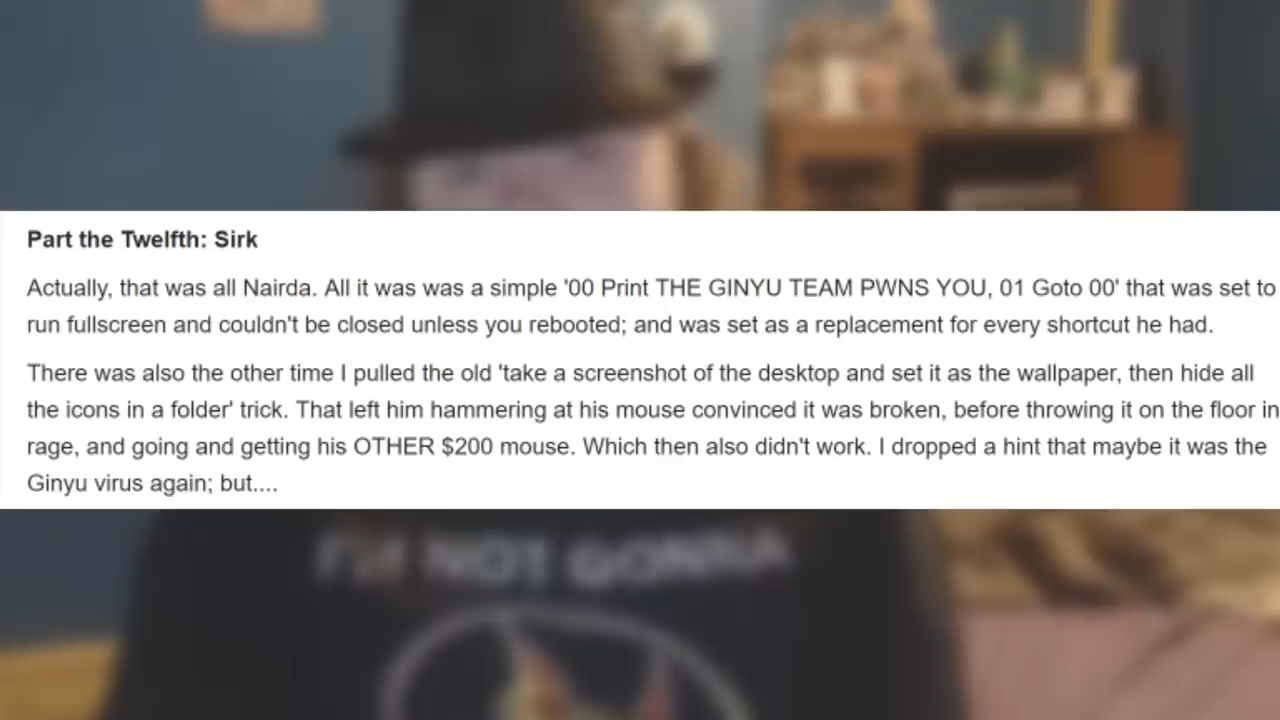 Part the Twelfth: Sirk
Actually, that was all Nairda. All it was was a simple '00 Print THE GINYU TEAM PWNS YOU, 01 Goto 00' that was set to
run fullscreen and couldn't be closed unless you rebooted; and was set as a replacement for every shortcut he had.
There was also the other time I pulled the old 'take a screenshot of the desktop and set it as the wallpaper, then hide all
the icons in a folder' trick. That left him hammering at his mouse convinced it was broken, before throwing it on the floor in
rage, and going and getting his OTHER $200 mouse. Which then also didn't work. I dropped a hint that maybe it was the
Ginyu virus again; but....
I'M NOT GONNA